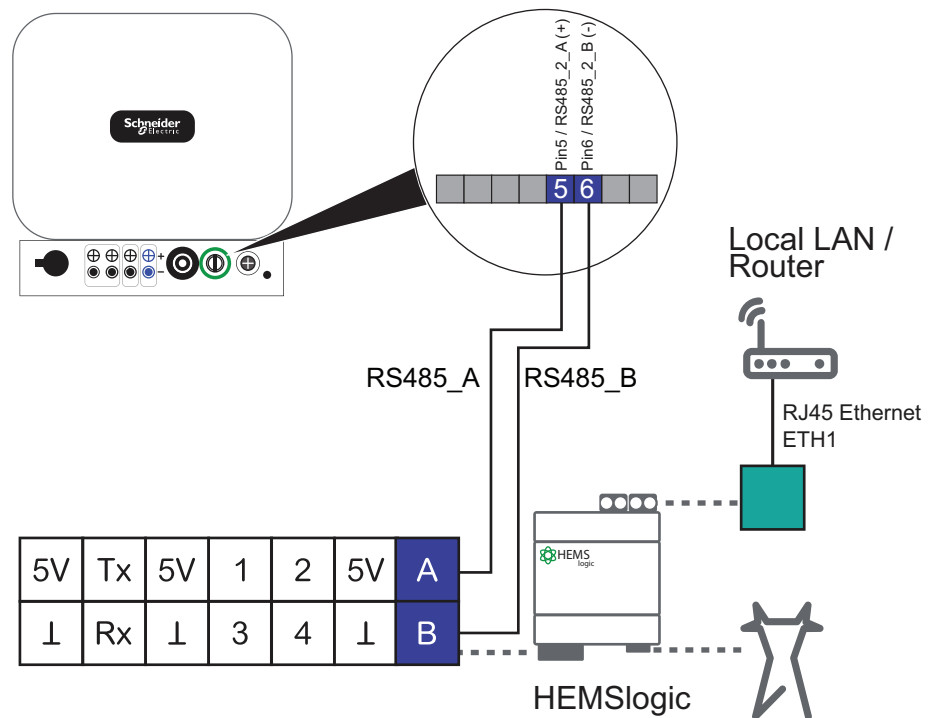 Schneider
Electric
Pin5 / RS485_2_A (+)
Pin6 / RS485_2_B (-)
5 6
Local LAN /
Router
RS485_A
RS485_B
RJ45 Ethernet
ETH1
+
−
5V Tx 5V 1 2 5V A
⊥ Rx ⊥ 3 4 ⊥ B
HEMS
logic
HEMSlogic